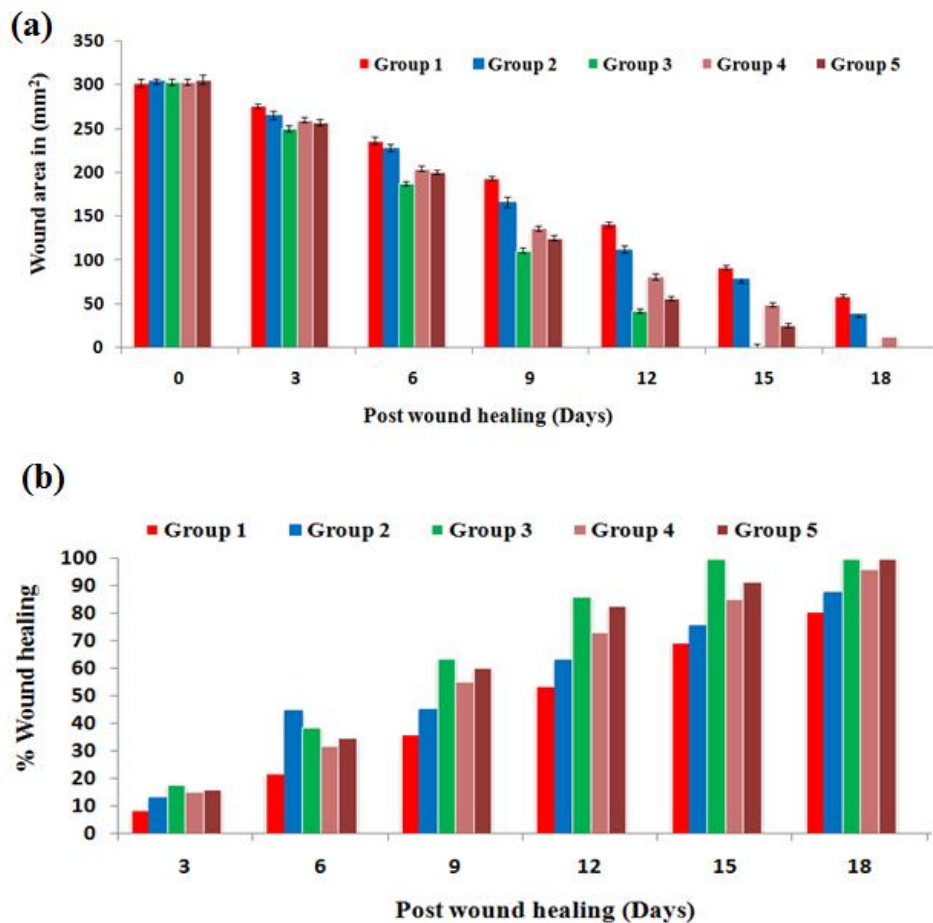 (a)
350
300
250
200
150
100
50
0
Wound area in (mm²)
Group 1 Group 2 Group 3 Group 4 Group 5
0 3 6 9 12 15 18
Post wound healing (Days)
(b)
Group 1 Group 2 Group 3 Group 4 Group 5
100
90
80
70
60
50
40
30
20
10
0
% Wound healing
3 6 9 12 15 18
Post wound healing (Days)